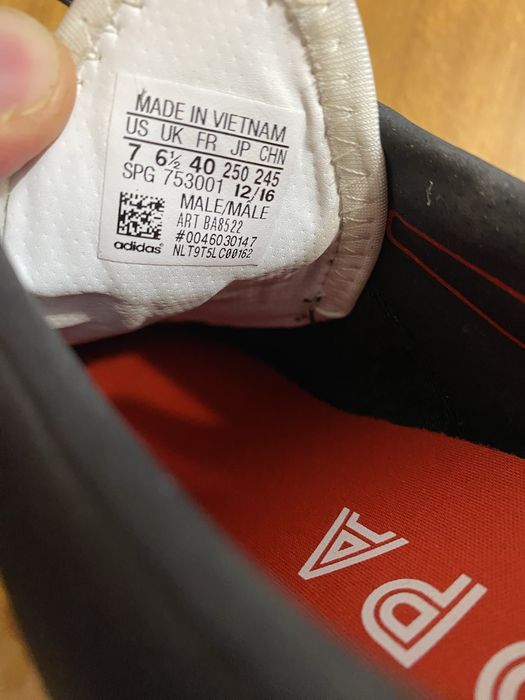 MADE IN VIETNAM
US UK FR JP CHN
7 6½ 40 250 245
SPG 753001 12/16
MALE/MALE
ART BA8522
#0046030147
adidas® NLT9T5LC00162
PA